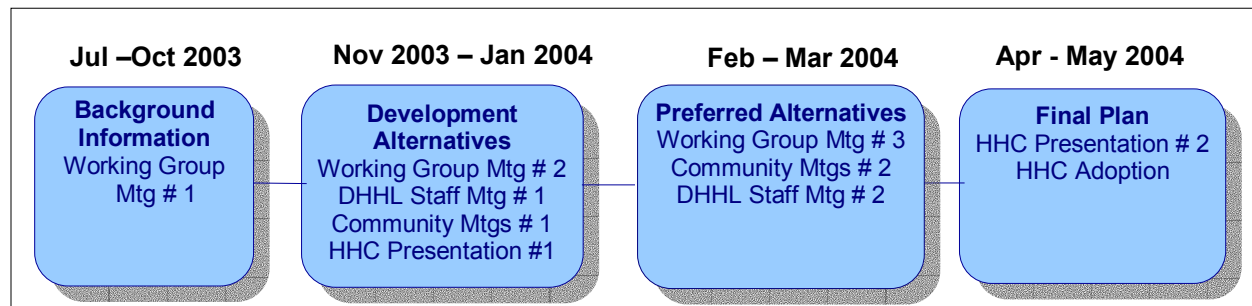 Jul –Oct 2003
Background
Information
Working Group
Mtg # 1
Nov 2003 – Jan 2004
Development
Alternatives
Working Group Mtg # 2
DHHL Staff Mtg # 1
Community Mtgs # 1
HHC Presentation #1
Feb – Mar 2004
Preferred Alternatives
Working Group Mtg # 3
Community Mtgs # 2
DHHL Staff Mtg # 2
Apr - May 2004
Final Plan
HHC Presentation # 2
HHC Adoption